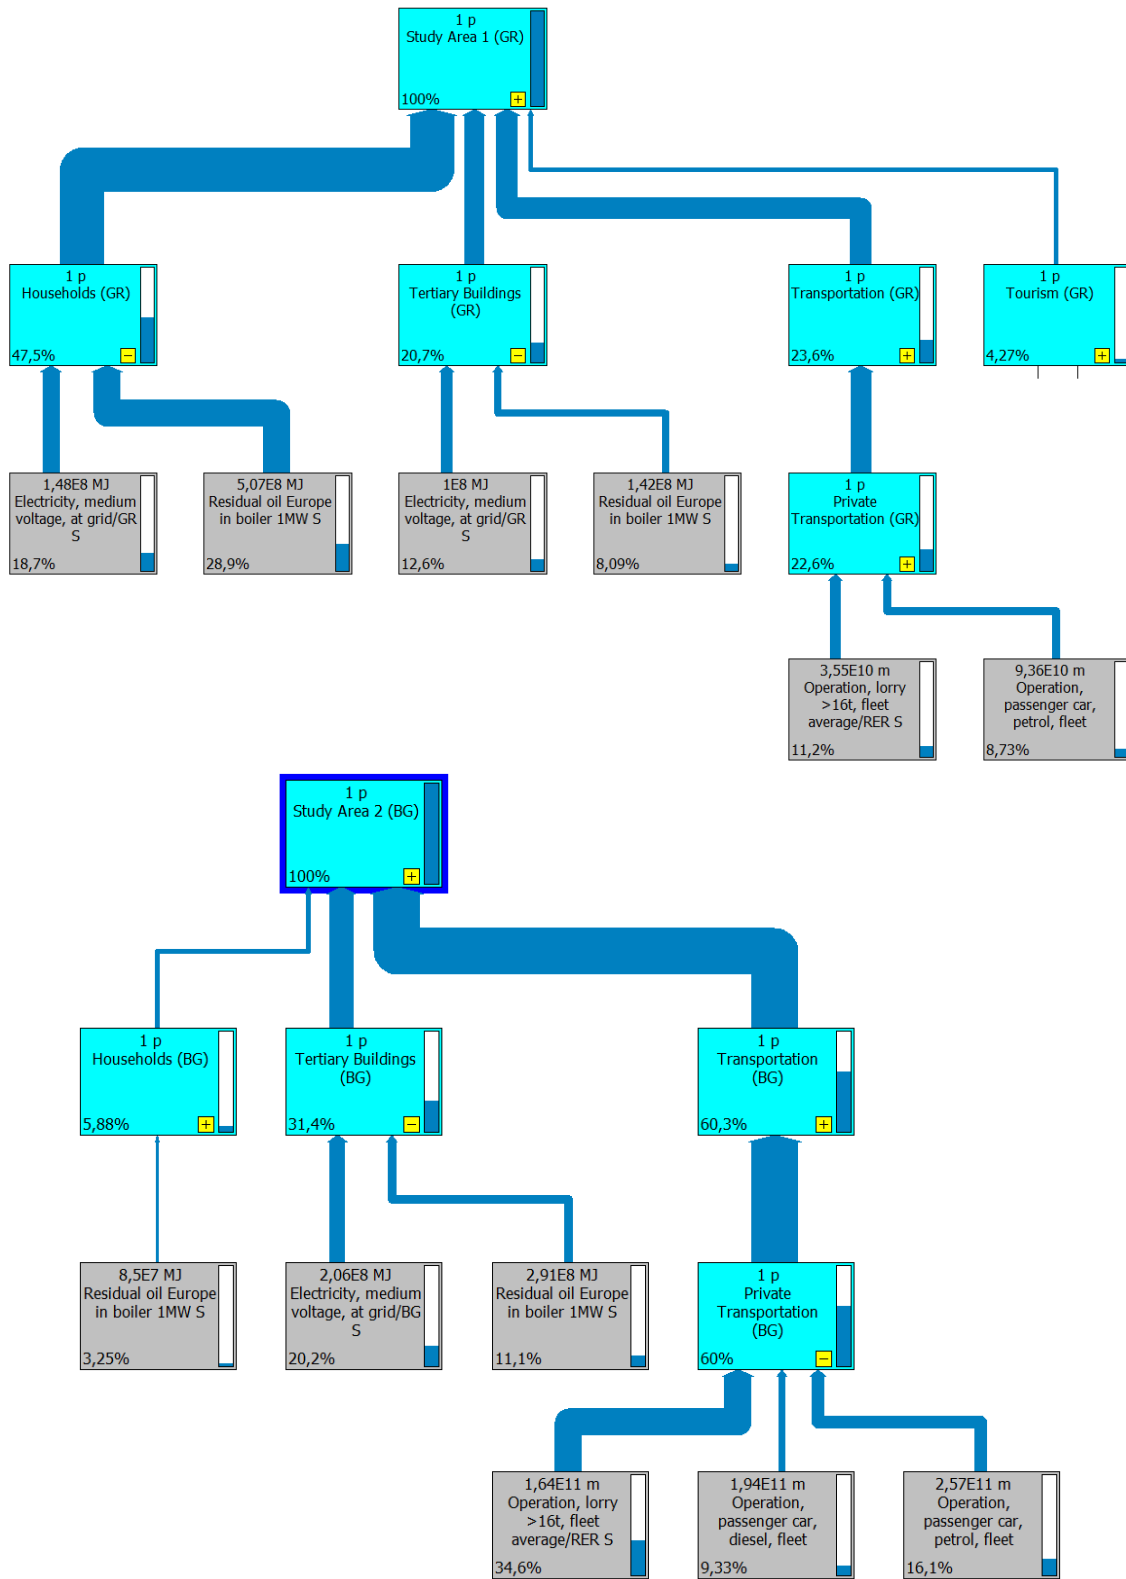 1 p
Study Area 1 (GR)
100%
+
1 p
Households (GR)
47,5%
−
1 p
Tertiary Buildings
(GR)
20,7%
−
1 p
Transportation (GR)
23,6%
+
1 p
Tourism (GR)
4,27%
+
1,48E8 MJ
Electricity, medium
voltage, at grid/GR
S
18,7%
5,07E8 MJ
Residual oil Europe
in boiler 1MW S
28,9%
1E8 MJ
Electricity, medium
voltage, at grid/GR
S
12,6%
1,42E8 MJ
Residual oil Europe
in boiler 1MW S
8,09%
1 p
Private
Transportation (GR)
22,6%
+
3,55E10 m
Operation, lorry
>16t, fleet
average/RER S
11,2%
9,36E10 m
Operation,
passenger car,
petrol, fleet
8,73%
1 p
Study Area 2 (BG)
100%
+
1 p
Households (BG)
5,88%
+
1 p
Tertiary Buildings
(BG)
31,4%
−
1 p
Transportation
(BG)
60,3%
+
8,5E7 MJ
Residual oil Europe
in boiler 1MW S
3,25%
2,06E8 MJ
Electricity, medium
voltage, at grid/BG
S
20,2%
2,91E8 MJ
Residual oil Europe
in boiler 1MW S
11,1%
1 p
Private
Transportation
(BG)
60%
−
1,64E11 m
Operation, lorry
>16t, fleet
average/RER S
34,6%
1,94E11 m
Operation,
passenger car,
diesel, fleet
9,33%
2,57E11 m
Operation,
passenger car,
petrol, fleet
16,1%